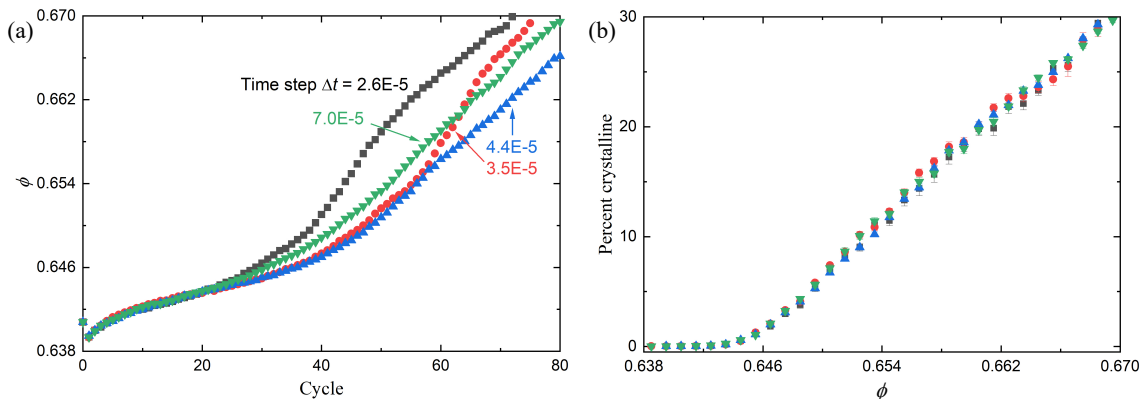 (a)
0.670
0.662
0.654
0.646
0.638
ϕ
Time step Δt = 2.6E-5
7.0E-5
4.4E-5
3.5E-5
0 20 40 60 80
Cycle
(b)
30
20
10
0
Percent crystalline
0.638 0.646 0.654 0.662 0.670
ϕ